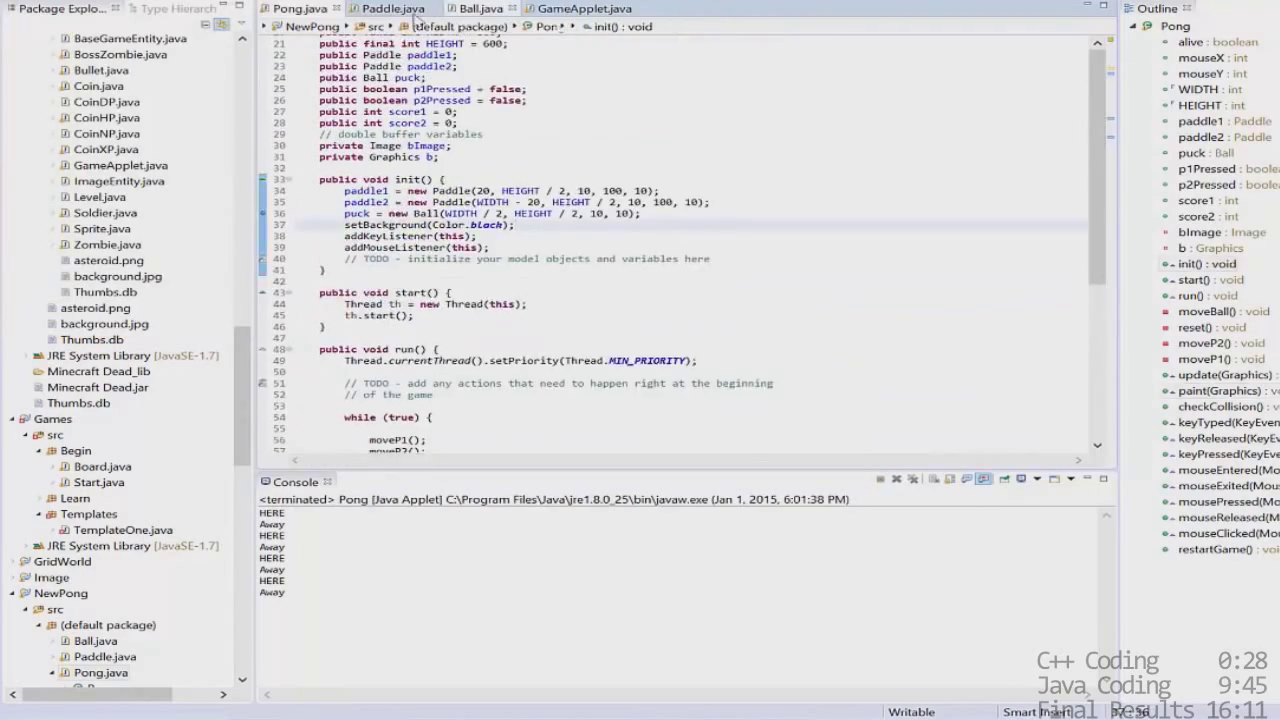 Package Explo...
Type Hierarch
BaseGameEntity.java
BossZombie.java
Bullet.java
Coin.java
CoinDP.java
CoinHP.java
CoinNP.java
CoinXP.java
GameApplet.java
ImageEntity.java
Level.java
Soldier.java
Sprite.java
Zombie.java
asteroid.png
background.jpg
Thumbs.db
asteroid.png
background.jpg
Thumbs.db
JRE System Library [JavaSE-1.7]
Minecraft Dead_lib
Minecraft Dead.jar
Thumbs.db
Games
src
Begin
Board.java
Start.java
Learn
Templates
TemplateOne.java
JRE System Library [JavaSE-1.7]
GridWorld
Image
NewPong
src
(default package)
Ball.java
Paddle.java
Pong.java
Pong.java
Paddle.java
Ball.java
GameApplet.java
NewPong
src
(default package)
Pon
init() : void
21 public final int HEIGHT = 600;
22 public Paddle paddle1;
23 public Paddle paddle2;
24 public Ball puck;
25 public boolean p1Pressed = false;
26 public boolean p2Pressed = false;
27 public int score1 = 0;
28 public int score2 = 0;
29 // double buffer variables
30 private Image bImage;
31 private Graphics b;
32
33 public void init() {
34 paddle1 = new Paddle(20, HEIGHT / 2, 10, 100, 10);
35 paddle2 = new Paddle(WIDTH - 20, HEIGHT / 2, 10, 100, 10);
36 puck = new Ball(WIDTH / 2, HEIGHT / 2, 10, 10);
37 setBackground(Color.black);
38 addKeyListener(this);
39 addMouseListener(this);
40 // TODO - initialize your model objects and variables here
41 }
42
43 public void start() {
44 Thread th = new Thread(this);
45 th.start();
46 }
47
48 public void run() {
49 Thread.currentThread().setPriority(Thread.MIN_PRIORITY);
50
51 // TODO - add any actions that need to happen right at the beginning
52 // of the game
53
54 while (true) {
55
56 moveP1();
57 moveP2();
Console
<terminated> Pong [Java Applet] C:\Program Files\Java\jre1.8.0_25\bin\javaw.exe (Jan 1, 2015, 6:01:38 PM)
HERE
Away
HERE
Away
HERE
Away
HERE
Away
Outline
Pong
alive : boolean
mouseX : int
mouseY : int
WIDTH : int
HEIGHT : int
paddle1 : Paddle
paddle2 : Paddle
puck : Ball
p1Pressed : boole
p2Pressed : boole
score1 : int
score2 : int
bImage : Image
b : Graphics
init() : void
start() : void
run() : void
moveBall() : void
reset() : void
moveP2() : void
moveP1() : void
update(Graphics) :
paint(Graphics) : vo
checkCollision() : vo
keyTyped(KeyEven
keyReleased(KeyEv
keyPressed(KeyEve
mouseEntered(Mo
mouseExited(Mous
mousePressed(Mo
mouseReleased(Mo
mouseClicked(Mou
restartGame() : voi
C++ Coding 0:28
Java Coding 9:45
Final Results 16:11
Writable
Smart Insert